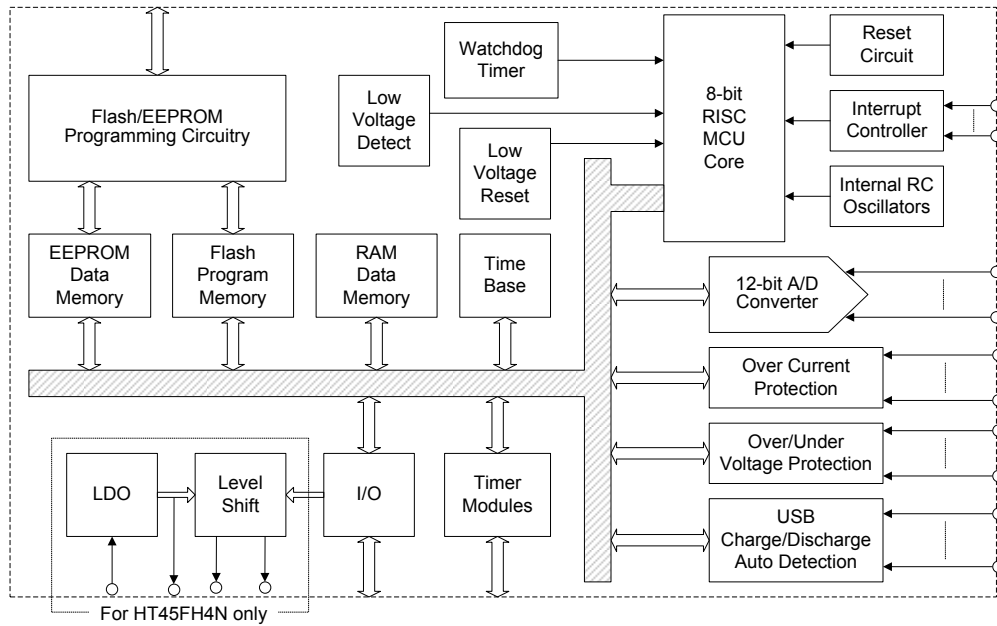 Flash/EEPROM
Programming Circuitry
Watchdog
Timer
Low
Voltage
Detect
Low
Voltage
Reset
8-bit
RISC
MCU
Core
Reset
Circuit
Interrupt
Controller
Internal RC
Oscillators
EEPROM
Data
Memory
Flash
Program
Memory
RAM
Data
Memory
Time
Base
12-bit A/D
Converter
Over Current
Protection
Over/Under
Voltage Protection
USB
Charge/Discharge
Auto Detection
LDO
Level
Shift
I/O
Timer
Modules
For HT45FH4N only